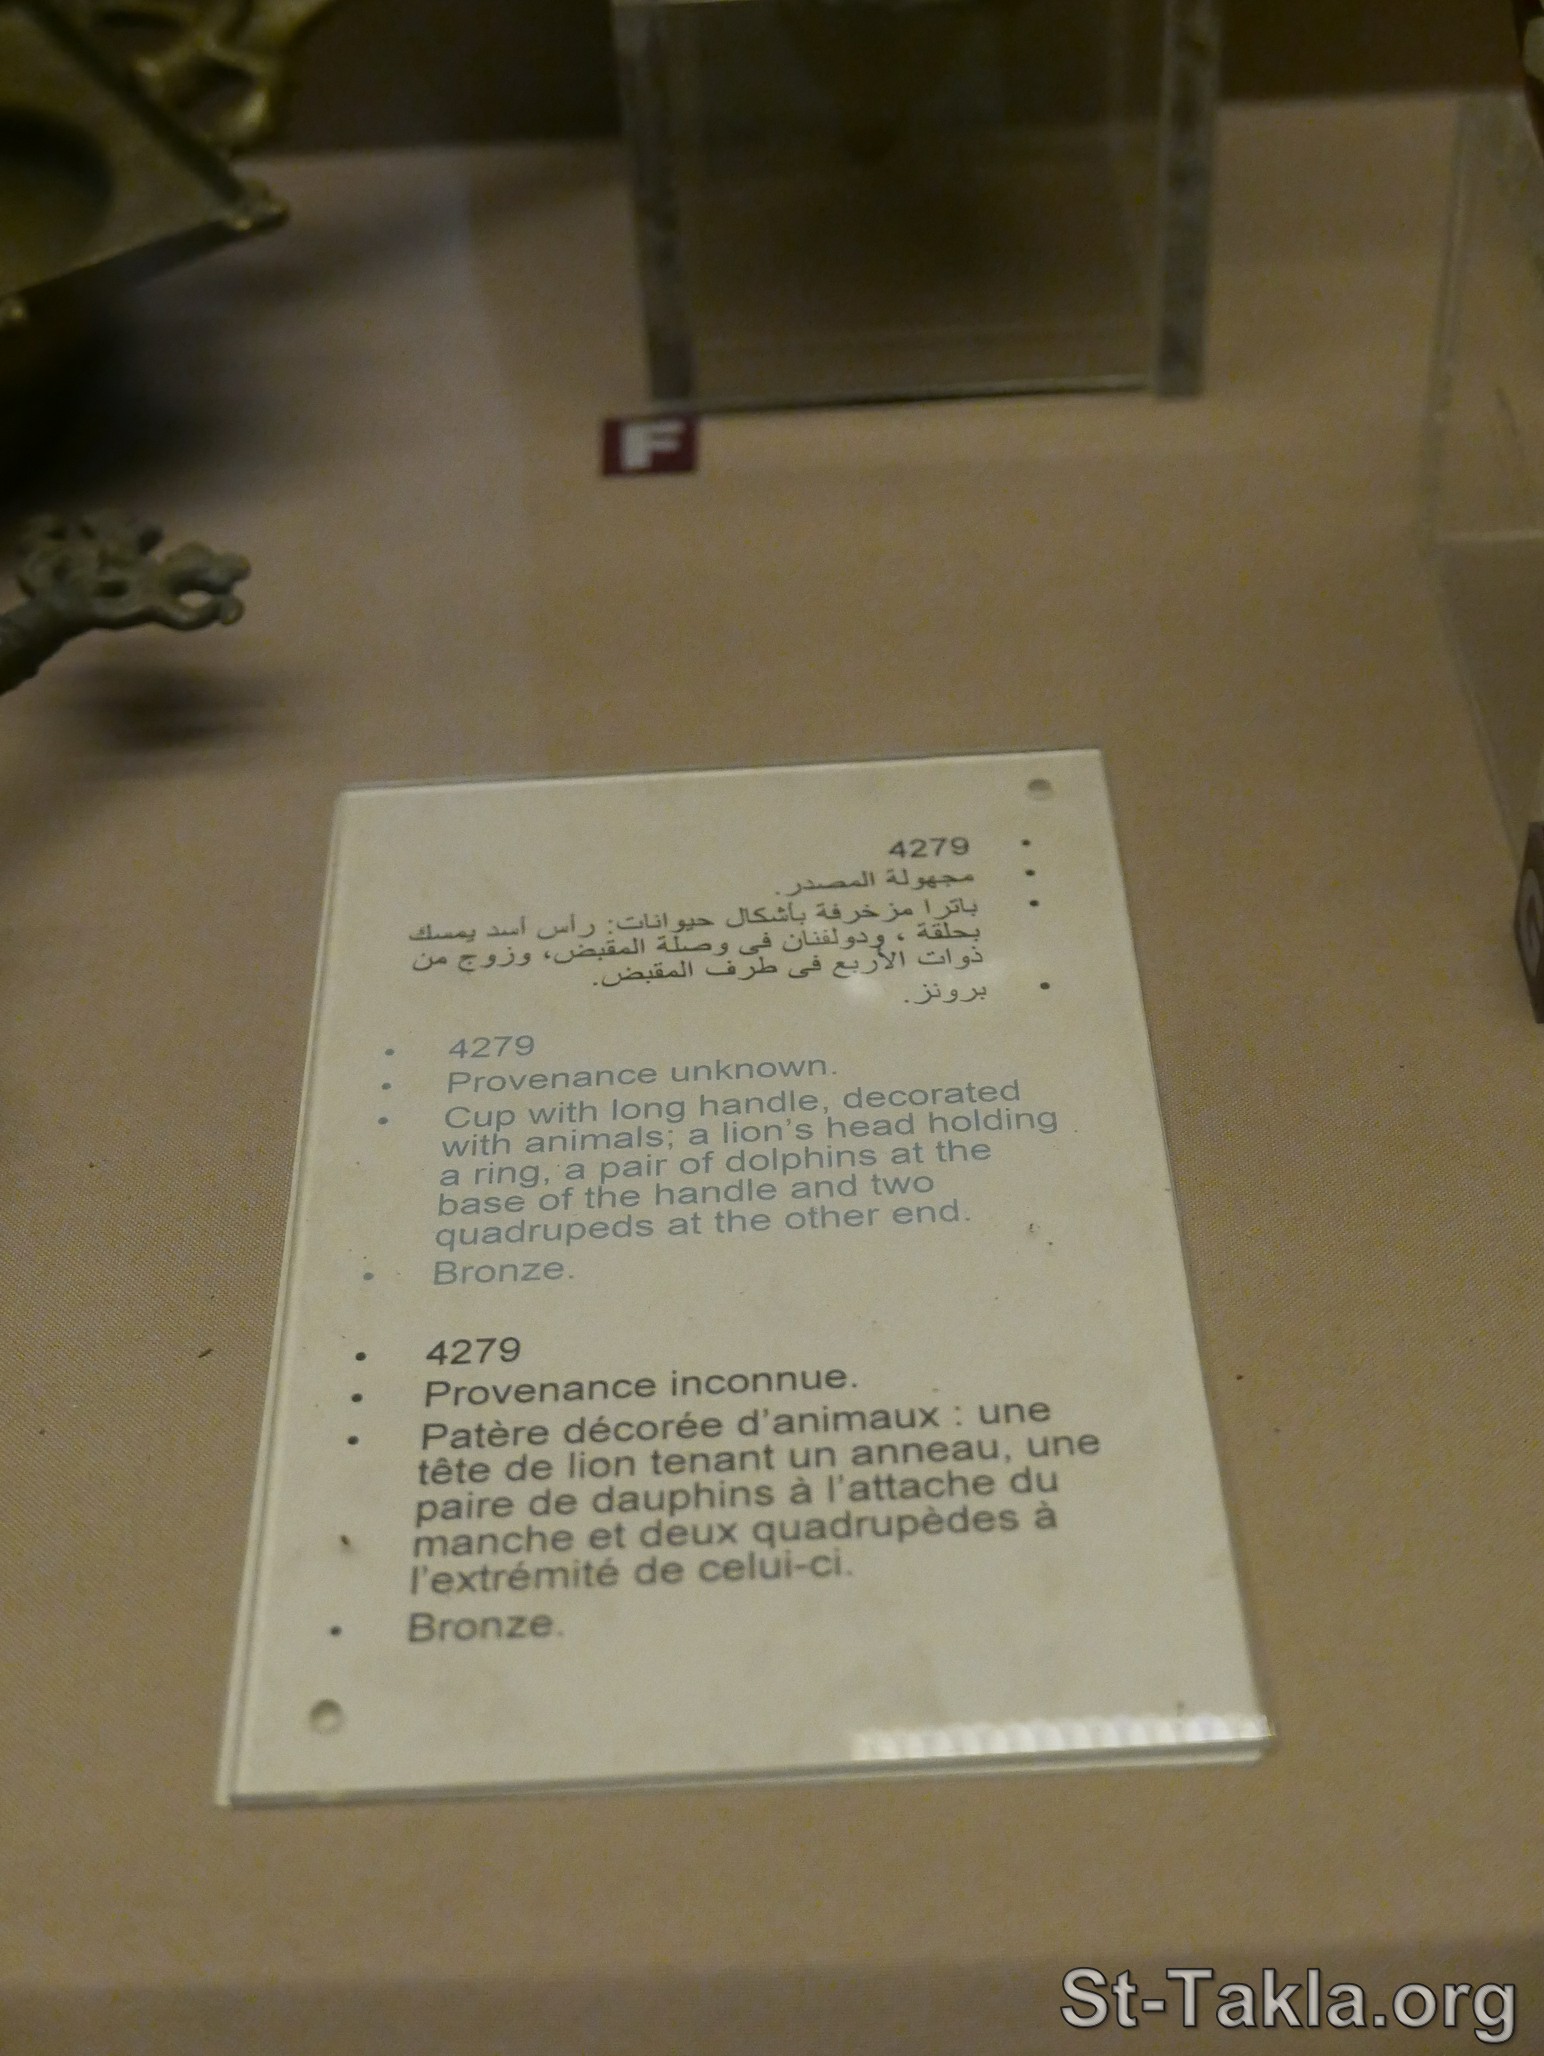 F
• 4279
• مجهولة المصدر.
• باترا مزخرفة بأشكال حيوانات: رأس أسد يمسك
بحلقة ، ودولفنان فى وصلة المقبض، وزوج من
ذوات الأربع فى طرف المقبض.
• برونز.
• 4279
• Provenance unknown.
• Cup with long handle, decorated
with animals; a lion's head holding
a ring, a pair of dolphins at the
base of the handle and two
quadrupeds at the other end.
• Bronze.
• 4279
• Provenance inconnue.
• Patère décorée d'animaux : une
tête de lion tenant un anneau, une
paire de dauphins à l'attache du
manche et deux quadrupèdes à
l'extrémité de celui-ci.
• Bronze.
St-Takla.org